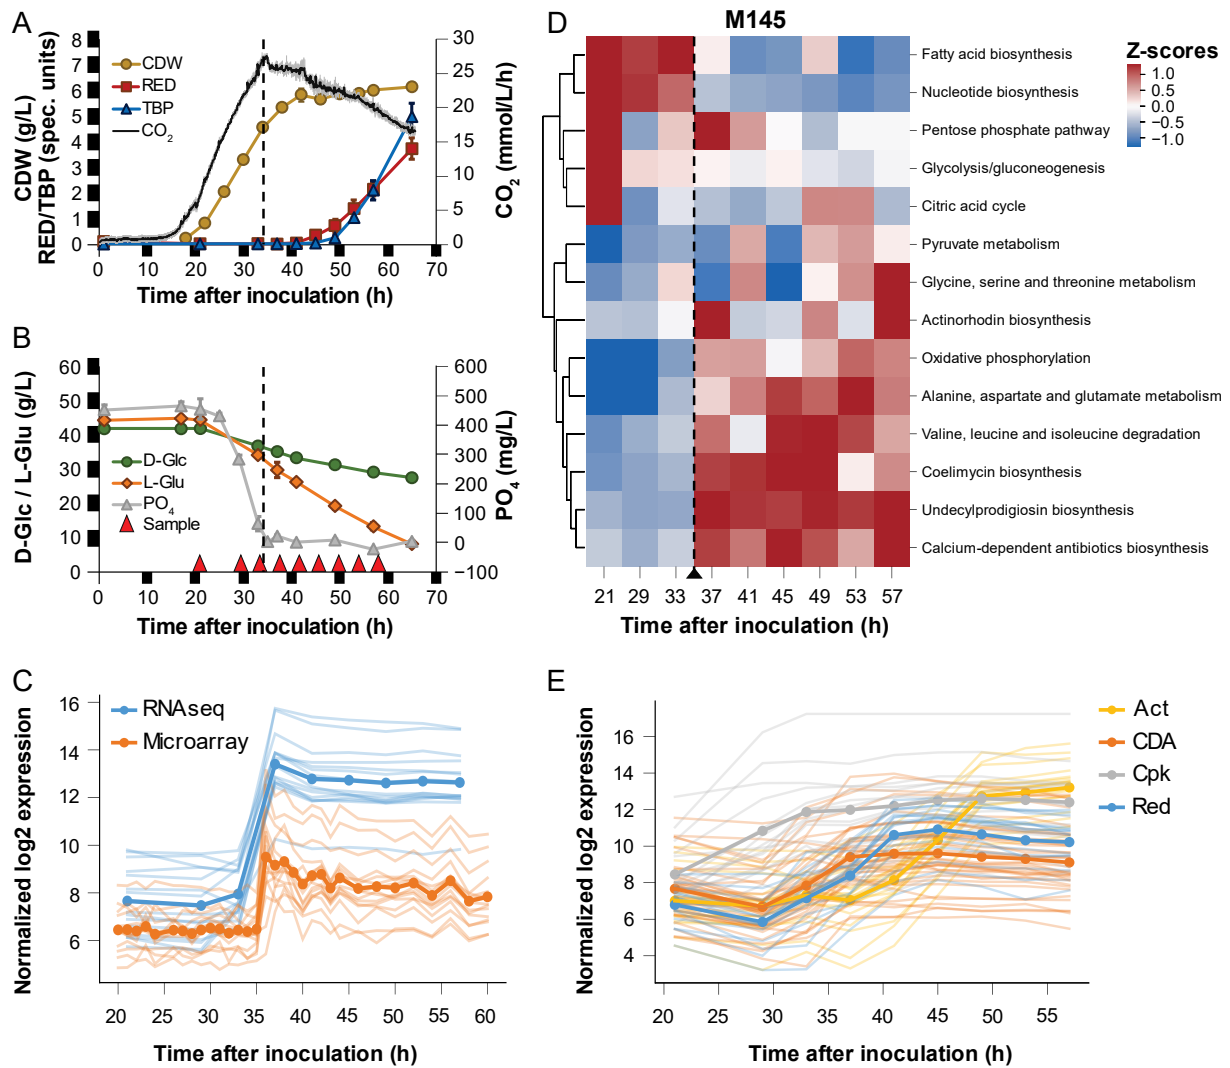 A
CDW (g/L)
RED/TBP (spec. units)
8
7
6
5
4
3
2
1
0
CDW
RED
TBP
CO2
30
25
20
15
10
5
0
CO2 (mmol/L/h)
0 10 20 30 40 50 60 70
Time after inoculation (h)
B
D-Glc / L-Glu (g/L)
60
50
40
30
20
10
0
D-Glc
L-Glu
PO4
Sample
600
500
400
300
200
100
0
−100
PO4 (mg/L)
0 10 20 30 40 50 60 70
Time after inoculation (h)
C
Normalized log2 expression
16
14
12
10
8
6
RNAseq
Microarray
20 25 30 35 40 45 50 55 60
Time after inoculation (h)
D
M145
Fatty acid biosynthesis
Nucleotide biosynthesis
Pentose phosphate pathway
Glycolysis/gluconeogenesis
Citric acid cycle
Pyruvate metabolism
Glycine, serine and threonine metabolism
Actinorhodin biosynthesis
Oxidative phosphorylation
Alanine, aspartate and glutamate metabolism
Valine, leucine and isoleucine degradation
Coelimycin biosynthesis
Undecylprodigiosin biosynthesis
Calcium-dependent antibiotics biosynthesis
Z-scores
1.0
0.5
0.0
−0.5
−1.0
21 29 33 37 41 45 49 53 57
Time after inoculation (h)
E
Normalized log2 expression
16
14
12
10
8
6
4
Act
CDA
Cpk
Red
20 25 30 35 40 45 50 55
Time after inoculation (h)